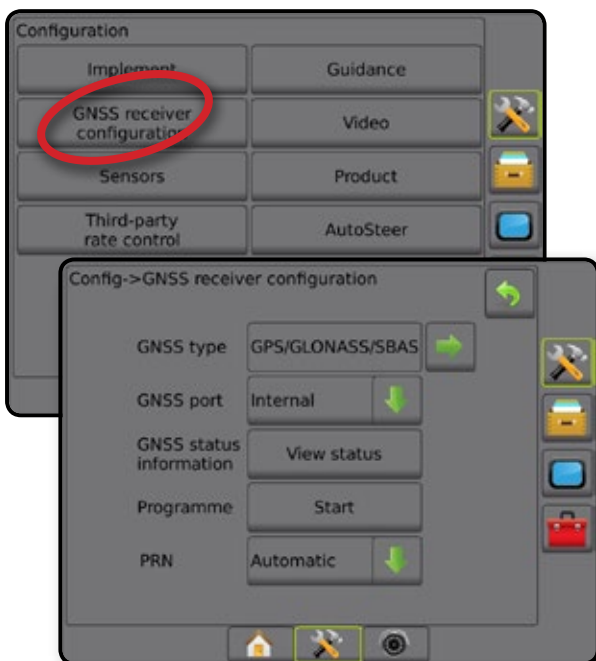 Configuration
Implement Guidance
GNSS receiver
configuration Video
Sensors Product
Third-party
rate control AutoSteer
Config->GNSS receiver configuration
GNSS type GPS/GLONASS/SBAS
GNSS port Internal
GNSS status
information View status
Programme Start
PRN Automatic